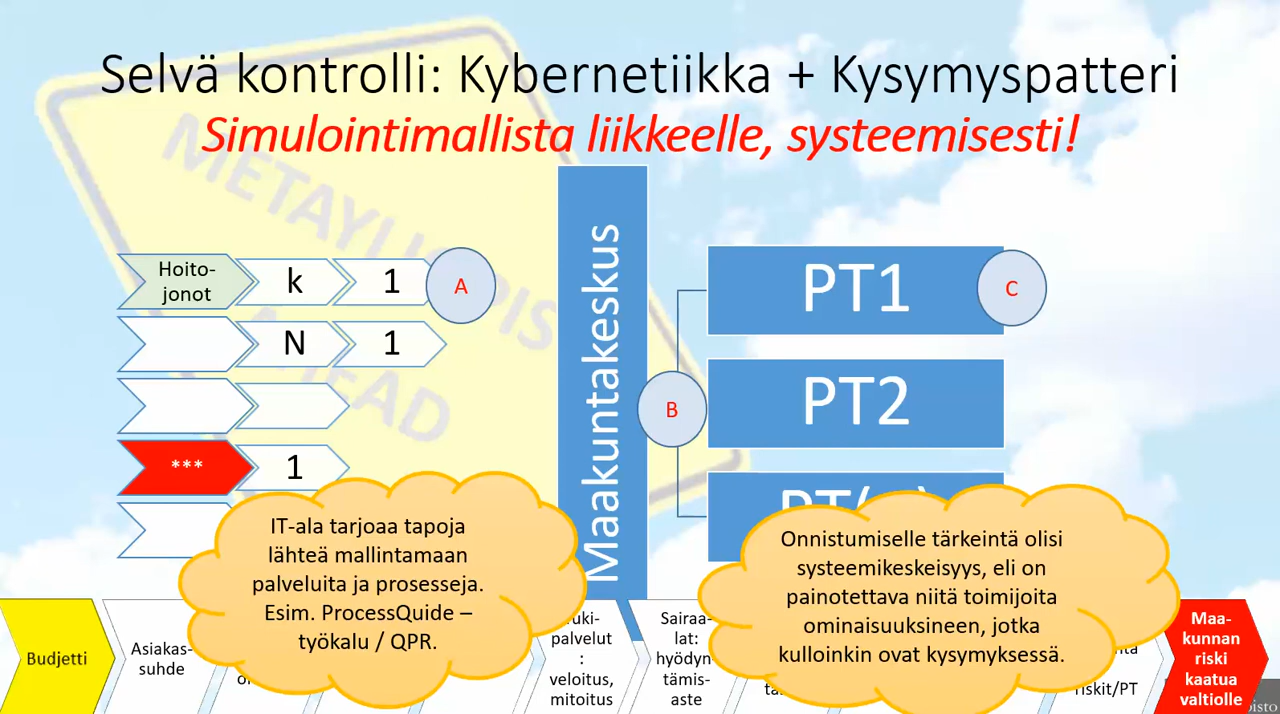 Selvä kontrolli: Kybernetiikka + Kysymyspatteri
Simulointimallista liikkeelle, systeemisesti!
METAYLIOPIS
AHEAD
Hoito-
jonot
k
1
A
N
1
***
1
Maakuntakeskus
B
PT1
C
PT2
IT-ala tarjoaa tapoja
lähteä mallintamaan
palveluita ja prosesseja.
Esim. ProcessQuide –
työkalu / QPR.
Onnistumiselle tärkeintä olisi
systeemikeskeisyys, eli on
painotettava niitä toimijoita
ominaisuuksineen, jotka
kulloinkin ovat kysymyksessä.
Budjetti
Asiakas-
suhde
palvelut
:
veloitus,
mitoitus
Sairaa-
lat:
hyödyn
tämis-
aste
riskit/PT
Maa-
kunnan
riski
kaatua
valtiolle